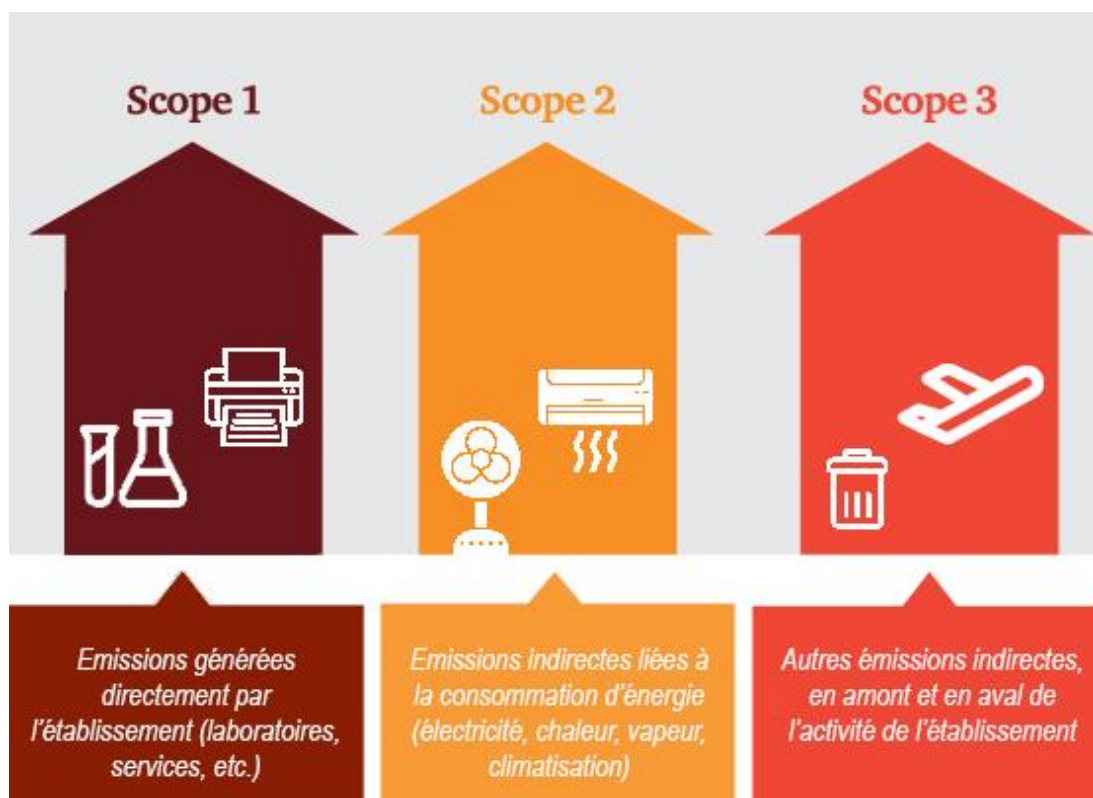 Scope 1
Scope 2
Scope 3
Emissions générées
directement par
l'établissement (laboratoires,
services, etc.)
Emissions indirectes liées à
la consommation d'énergie
(électricité, chaleur, vapeur,
climatisation)
Autres émissions indirectes,
en amont et en aval de
l'activité de l'établissement